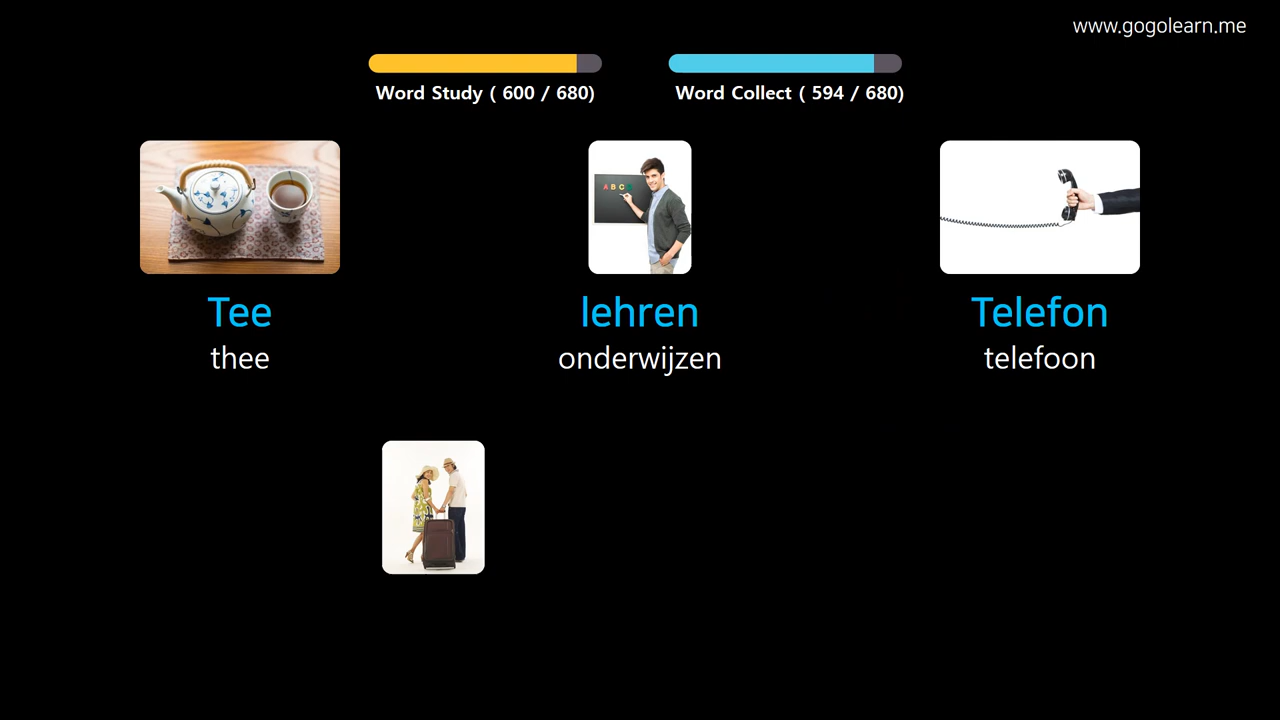 www.gogolearn.me
Word Study ( 600 / 680)
Word Collect ( 594 / 680)
A B C
Tee
lehren
Telefon
thee
onderwijzen
telefoon